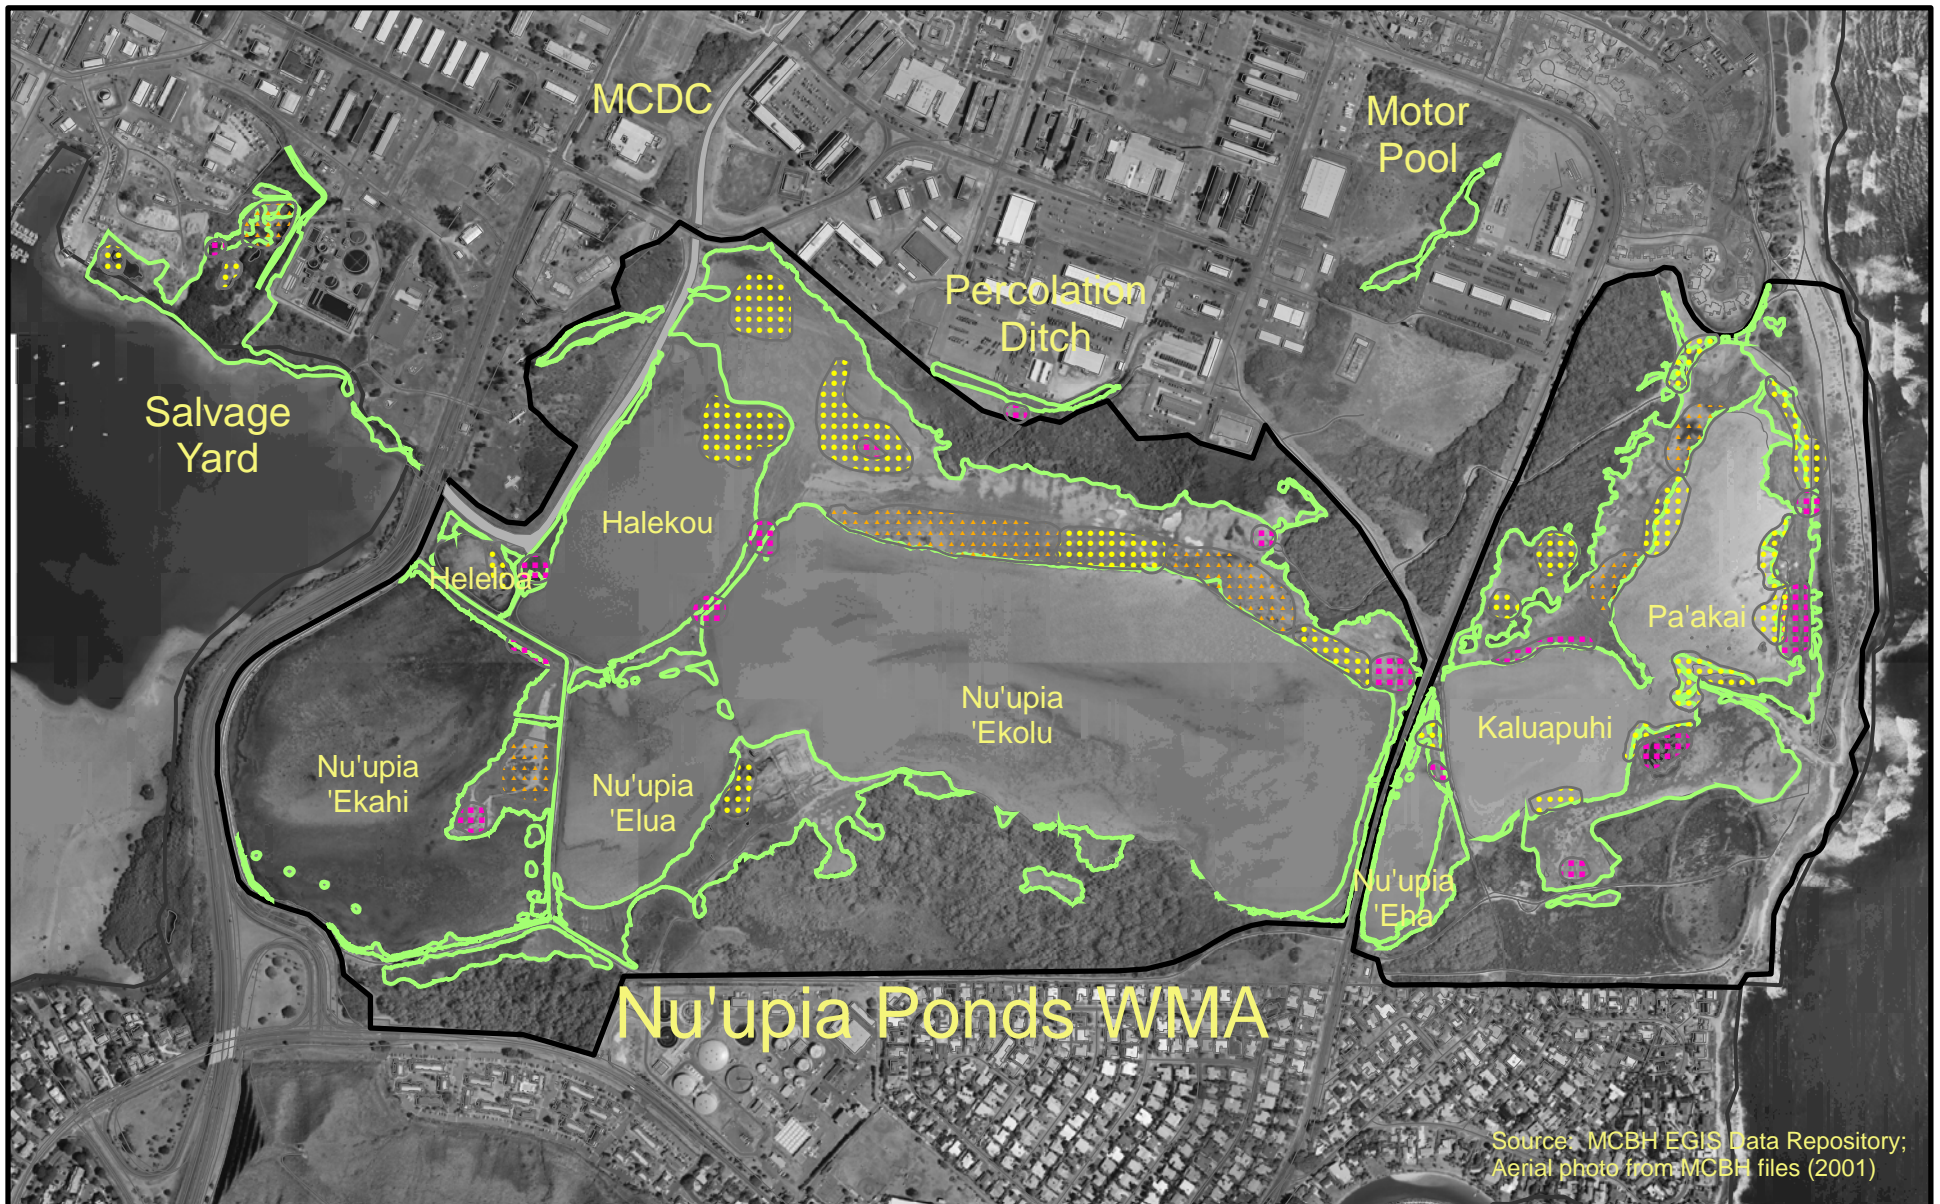 MCDC
Motor
Pool
Percolation
Ditch
Salvage
Yard
Halekou
Heleloa
Pa'akai
Nu'upia
'Ekolu
Kaluapuhi
Nu'upia
'Ekahi
Nu'upia
'Elua
Nu'upia
'Eha
Nu'upia Ponds WMA
Source: MCBH EGIS Data Repository;
Aerial photo from MCBH files (2001)